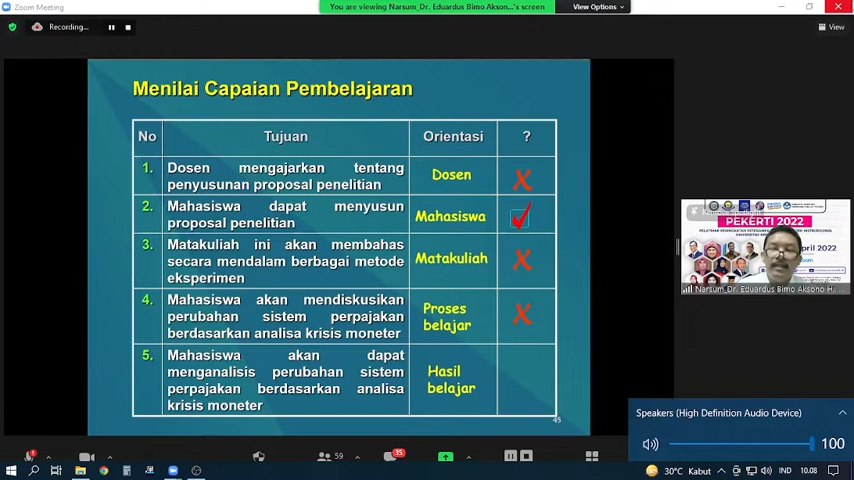 Zoom Meeting
You are viewing Narsum_Dr. Eduardus Bimo Akson...'s screen
View Options
Recording...
View
Menilai Capaian Pembelajaran
No Tujuan Orientasi ?
1. Dosen mengajarkan tentang
penyusunan proposal penelitian
Dosen
X
2. Mahasiswa dapat menyusun
proposal penelitian
Mahasiswa
3. Matakuliah ini akan membahas
secara mendalam berbagai metode
eksperimen
Matakuliah
X
4. Mahasiswa akan mendiskusikan
perubahan sistem perpajakan
berdasarkan analisa krisis moneter
Proses
belajar
X
5. Mahasiswa akan dapat
menganalisis perubahan sistem
perpajakan berdasarkan analisa
krisis moneter
Hasil
belajar
45
PEKERTI 2022
Narsum_Dr. Eduardus Bimo Aksono H...
Speakers (High Definition Audio Device)
100
59
35
30°C Kabut
IND
10.08